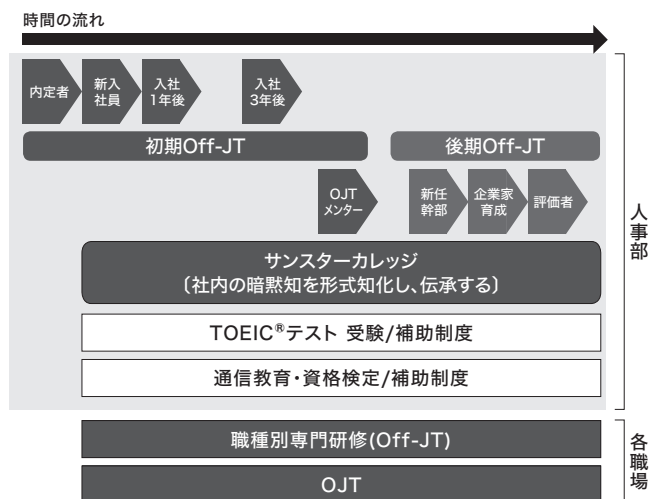 時間の流れ
内定者
新入
社員
入社
1年後
入社
3年後
初期Off-JT
後期Off-JT
OJT
メンター
新任
幹部
企業家
育成
評価者
サンスターカレッジ
〔社内の暗黙知を形式知化し、伝承する〕
TOEIC®テスト 受験/補助制度
通信教育・資格検定/補助制度
人事部
職種別専門研修(Off-JT)
OJT
各職場